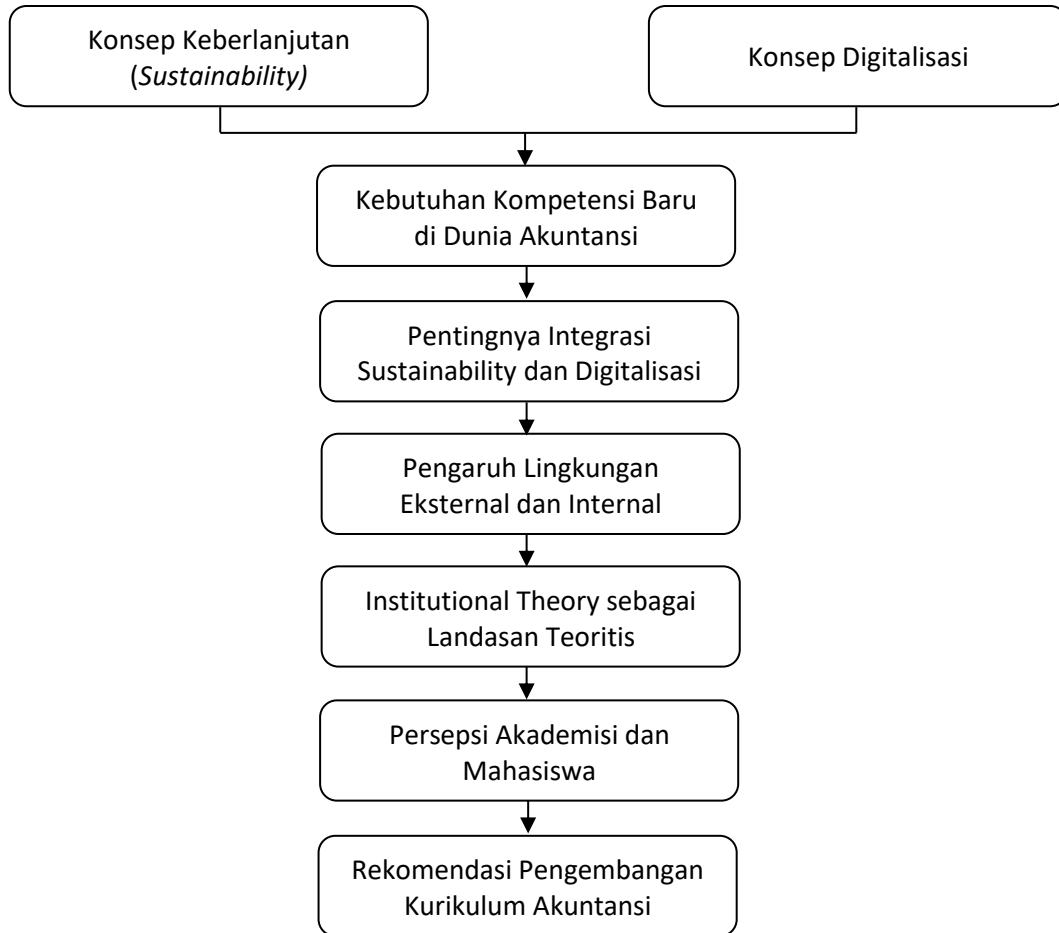 Konsep Keberlanjutan
(Sustainability)
Konsep Digitalisasi
Kebutuhan Kompetensi Baru
di Dunia Akuntansi
Pentingnya Integrasi
Sustainability dan Digitalisasi
Pengaruh Lingkungan
Eksternal dan Internal
Institutional Theory sebagai
Landasan Teoritis
Persepsi Akademisi dan
Mahasiswa
Rekomendasi Pengembangan
Kurikulum Akuntansi